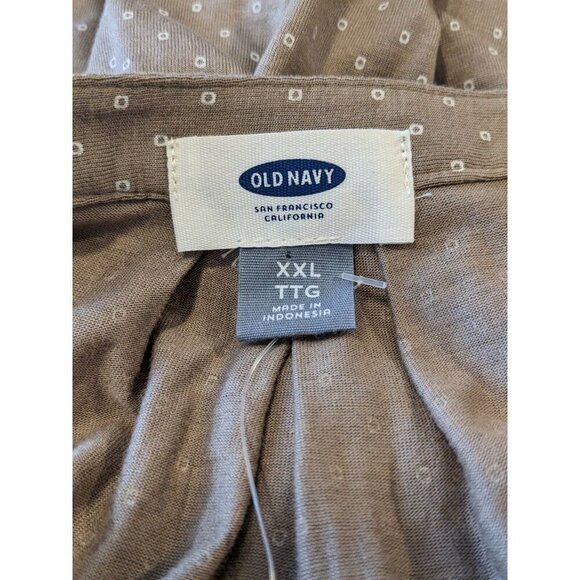 OLD NAVY
SAN FRANCISCO
CALIFORNIA
XXL
TTG
MADE IN
INDONESIA